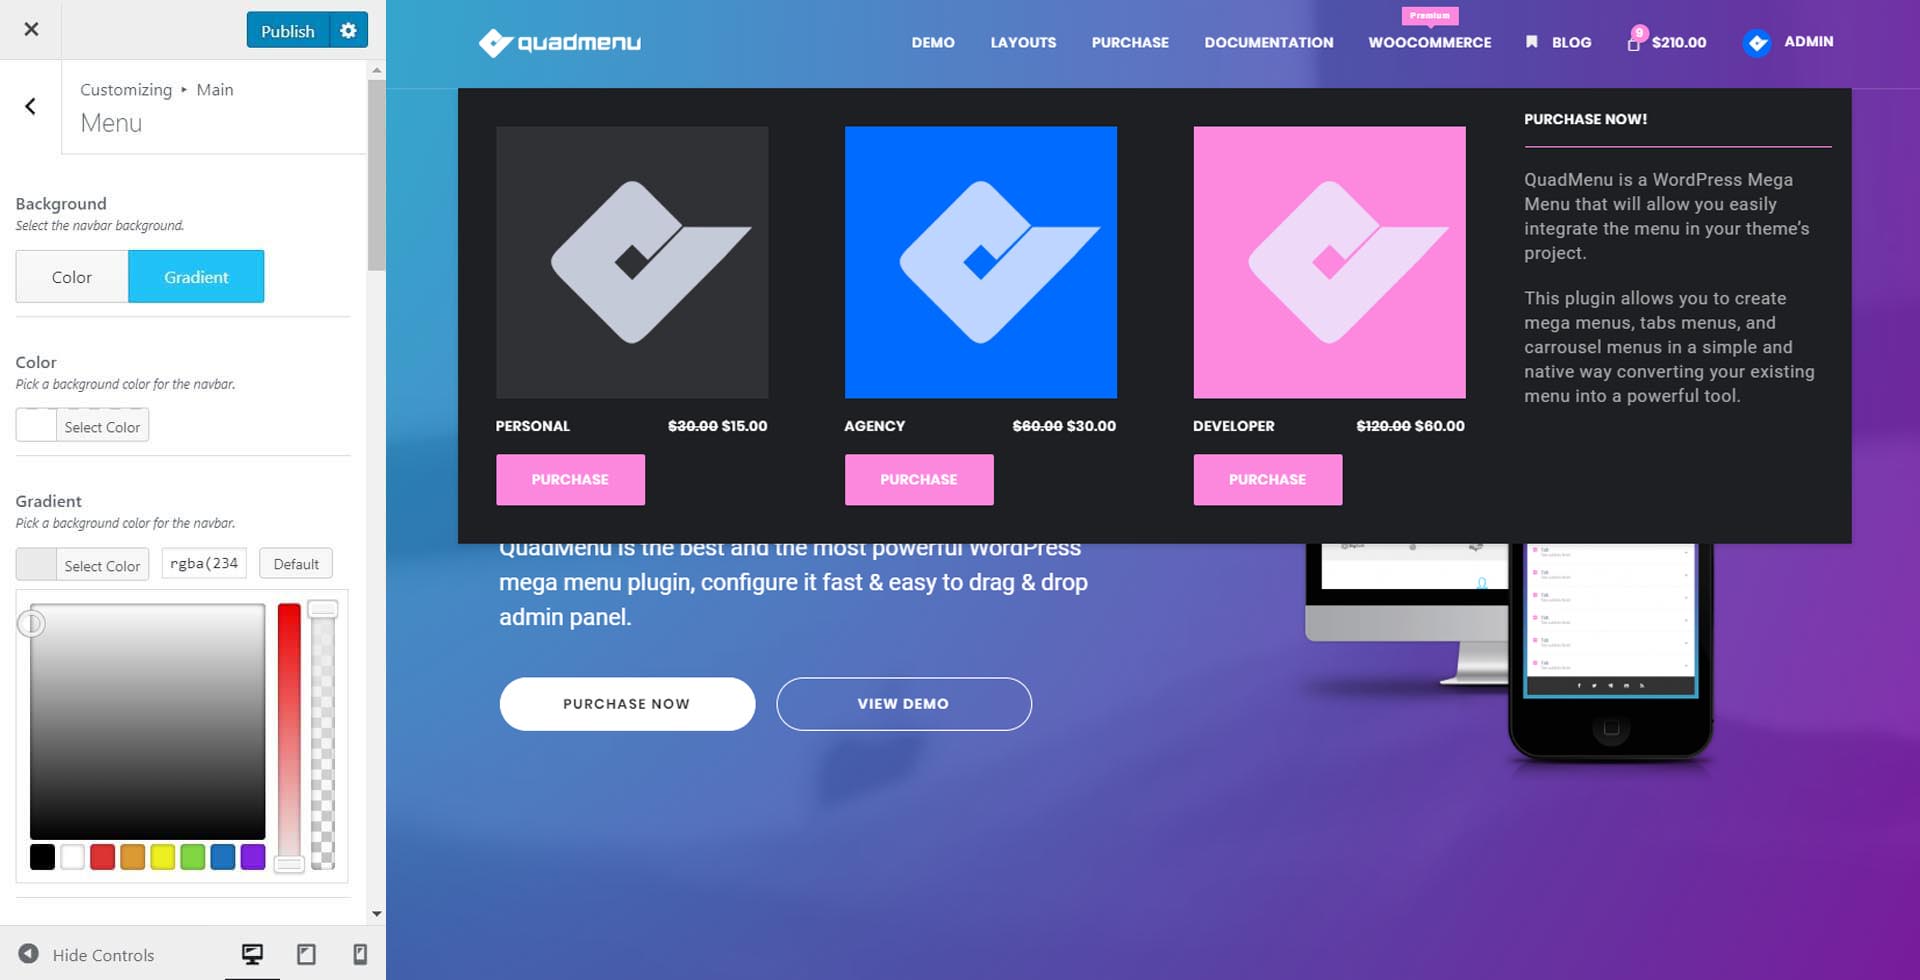 Publish
Customizing ▸ Main
Menu
Background
Select the navbar background.
Color
Gradient
Color
Pick a background color for the navbar.
Select Color
Gradient
Pick a background color for the navbar.
Select Color
rgba(234
Default
Hide Controls
quadmenu
DEMO
LAYOUTS
PURCHASE
DOCUMENTATION
Premium
WOOCOMMERCE
BLOG
9
$210.00
ADMIN
PERSONAL
$30.00 $15.00
PURCHASE
AGENCY
$60.00 $30.00
PURCHASE
DEVELOPER
$120.00 $60.00
PURCHASE
PURCHASE NOW!
QuadMenu is a WordPress Mega
Menu that will allow you easily
integrate the menu in your theme's
project.
This plugin allows you to create
mega menus, tabs menus, and
carrousel menus in a simple and
native way converting your existing
menu into a powerful tool.
QuadMenu is the best and the most powerful WordPress
mega menu plugin, configure it fast & easy to drag & drop
admin panel.
PURCHASE NOW
VIEW DEMO